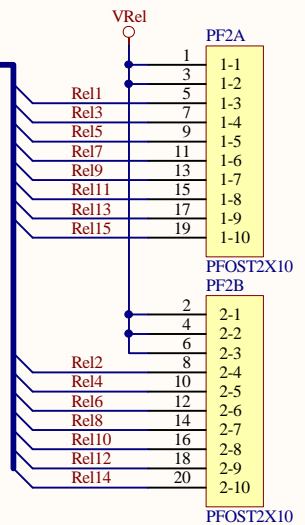 VRel
PF2A
1 1-1
3 1-2
Rel1 5 1-3
Rel3 7 1-4
Rel5 9 1-5
Rel7 11 1-6
Rel9 13 1-7
Rel11 15 1-8
Rel13 17 1-9
Rel15 19 1-10
PFOST2X10
PF2B
2 2-1
4 2-2
6 2-3
Rel2 8 2-4
Rel4 10 2-5
Rel6 12 2-6
Rel8 14 2-7
Rel10 16 2-8
Rel12 18 2-9
Rel14 20 2-10
PFOST2X10